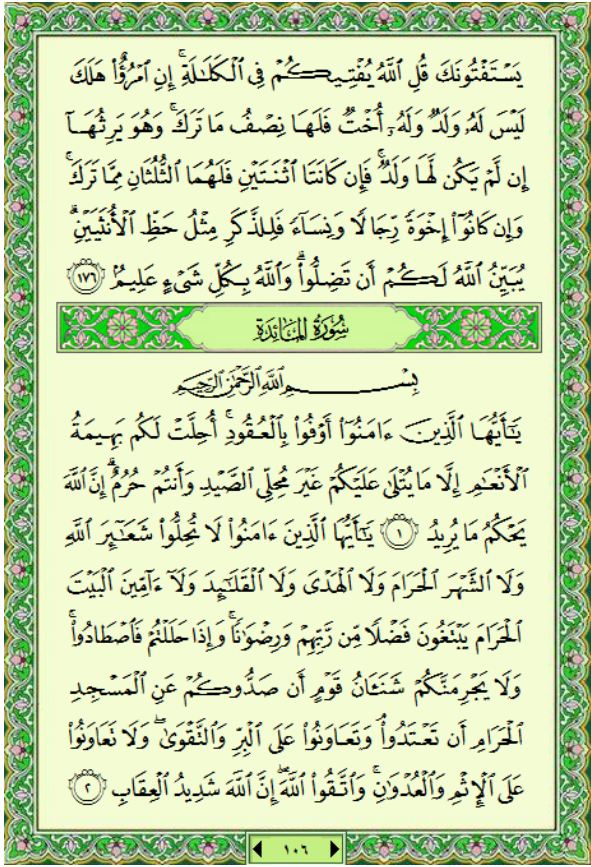 يَسۡتَفۡتُونَكَ قُلِ ٱللَّهُ يُفۡتِيكُمۡ فِي ٱلۡكَلَٰلَةِۚ إِنِ ٱمۡرُؤٌاْ هَلَكَ
لَيۡسَ لَهُۥ وَلَدٞ وَلَهُۥٓ أُخۡتٞ فَلَهَا نِصۡفُ مَا تَرَكَۚ وَهُوَ يَرِثُهَآ
إِن لَّمۡ يَكُن لَّهَا وَلَدٞۚ فَإِن كَانَتَا ٱثۡنَتَيۡنِ فَلَهُمَا ٱلثُّلُثَانِ مِمَّا تَرَكَۚ
وَإِن كَانُوٓاْ إِخۡوَةٗ رِّجَالٗا وَنِسَآءٗ فَلِلذَّكَرِ مِثۡلُ حَظِّ ٱلۡأُنثَيَيۡنِۗ
يُبَيِّنُ ٱللَّهُ لَكُمۡ أَن تَضِلُّواْۗ وَٱللَّهُ بِكُلِّ شَيۡءٍ عَلِيمُۢ ١٧٦
سُورَةُ المَائِدَةِ
بِسۡمِ ٱللَّهِ ٱلرَّحۡمَٰنِ ٱلرَّحِيمِ
يَٰٓأَيُّهَا ٱلَّذِينَ ءَامَنُوٓاْ أَوۡفُواْ بِٱلۡعُقُودِۚ أُحِلَّتۡ لَكُم بَهِيمَةُ
ٱلۡأَنۡعَٰمِ إِلَّا مَا يُتۡلَىٰ عَلَيۡكُمۡ غَيۡرَ مُحِلِّي ٱلصَّيۡدِ وَأَنتُمۡ حُرُمٌۗ إِنَّ ٱللَّهَ
يَحۡكُمُ مَا يُرِيدُ ١ يَٰٓأَيُّهَا ٱلَّذِينَ ءَامَنُواْ لَا تُحِلُّواْ شَعَٰٓئِرَ ٱللَّهِ
وَلَا ٱلشَّهۡرَ ٱلۡحَرَامَ وَلَا ٱلۡهَدۡيَ وَلَا ٱلۡقَلَٰٓئِدَ وَلَآ ءَآمِّينَ ٱلۡبَيۡتَ
ٱلۡحَرَامَ يَبۡتَغُونَ فَضۡلٗا مِّن رَّبِّهِمۡ وَرِضۡوَٰنٗاۚ وَإِذَا حَلَلۡتُمۡ فَٱصۡطَادُواْۚ
وَلَا يَجۡرِمَنَّكُمۡ شَنَـَٔانُ قَوۡمٍ أَن صَدُّوكُمۡ عَنِ ٱلۡمَسۡجِدِ
ٱلۡحَرَامِ أَن تَعۡتَدُواْۘ وَتَعَاوَنُواْ عَلَى ٱلۡبِرِّ وَٱلتَّقۡوَىٰۖ وَلَا تَعَاوَنُواْ
عَلَى ٱلۡإِثۡمِ وَٱلۡعُدۡوَٰنِۚ وَٱتَّقُواْ ٱللَّهَۖ إِنَّ ٱللَّهَ شَدِيدُ ٱلۡعِقَابِ ٢
١٠٦